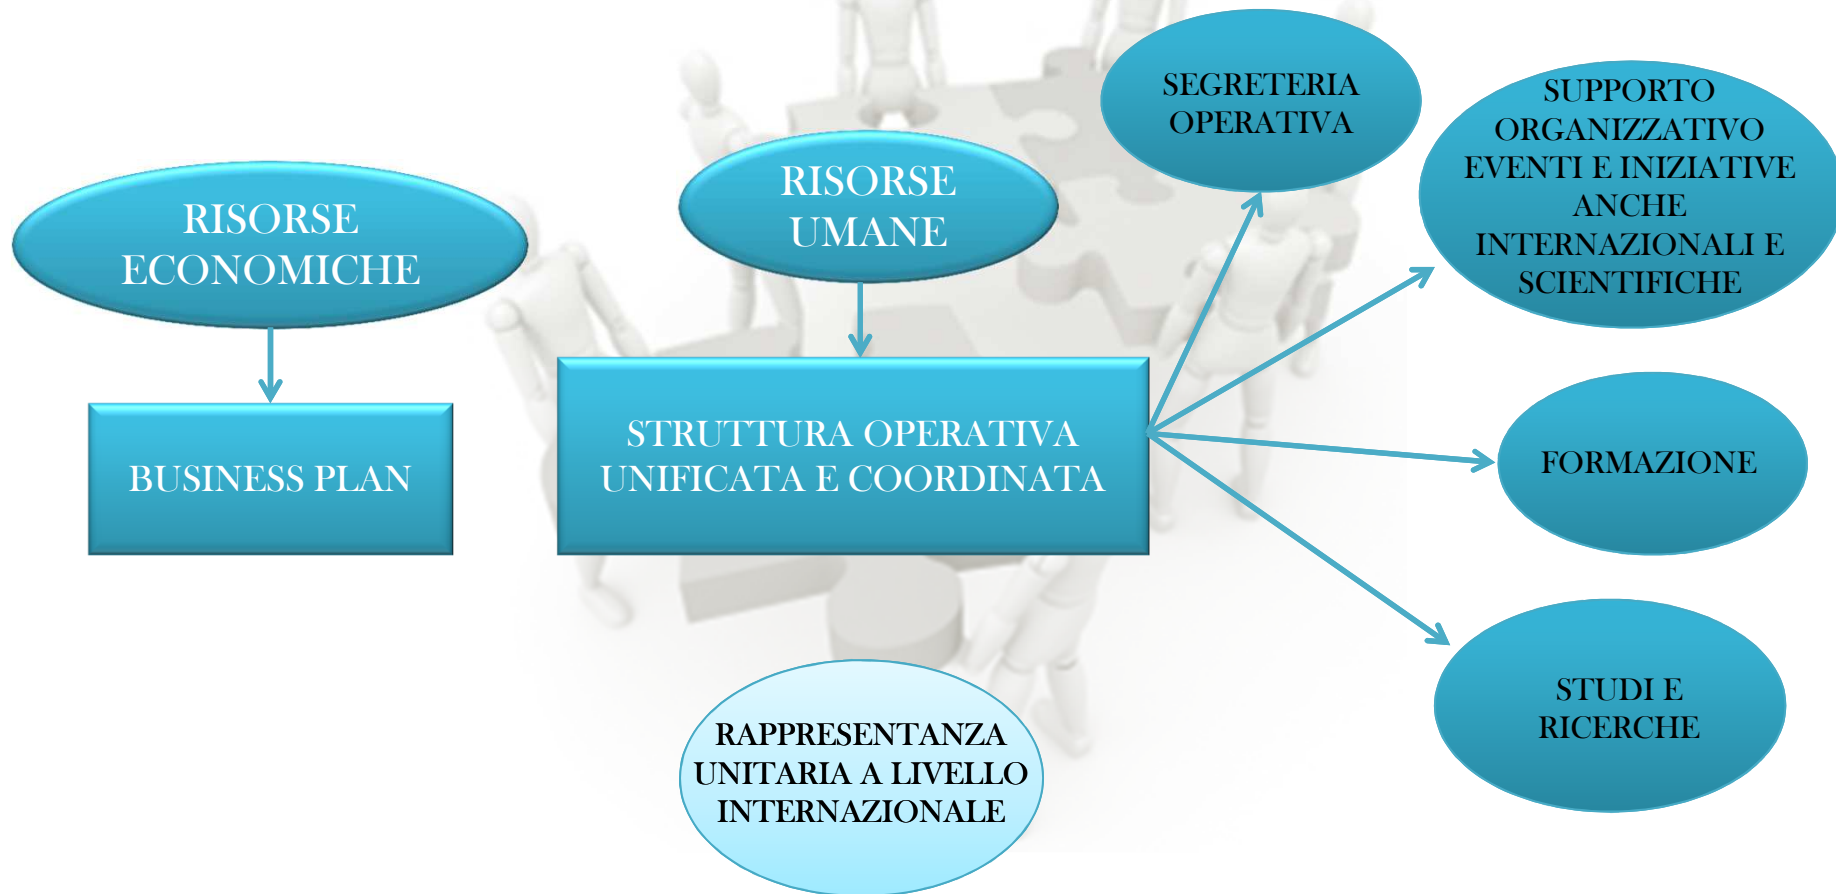 RISORSE
ECONOMICHE
BUSINESS PLAN
RISORSE
UMANE
STRUTTURA OPERATIVA
UNIFICATA E COORDINATA
SEGRETERIA
OPERATIVA
SUPPORTO
ORGANIZZATIVO
EVENTI E INIZIATIVE
ANCHE
INTERNAZIONALI E
SCIENTIFICHE
FORMAZIONE
STUDI E
RICERCHE
RAPPRESENTANZA
UNITARIA A LIVELLO
INTERNAZIONALE